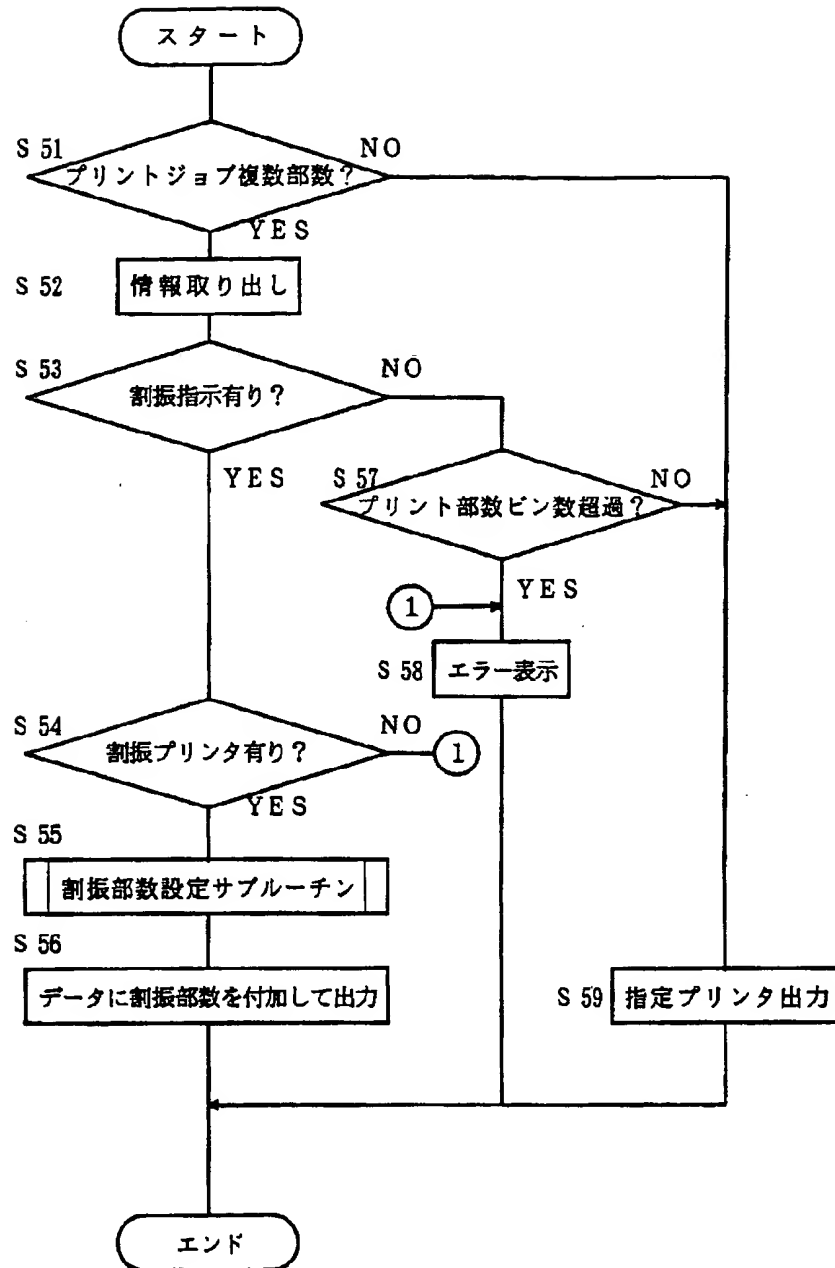 スタート
S 51
NO
プリントジョブ複数部数？
YES
S 52
情報取り出し
S 53
NO
割振指示有り？
YES
S 57
NO
プリント部数ビン数超過？
YES
1
S 58
エラー表示
S 54
NO
割振プリンタ有り？
1
YES
S 55
割振部数設定サブルーチン
S 56
データに割振部数を付加して出力
S 59
指定プリンタ出力
エンド